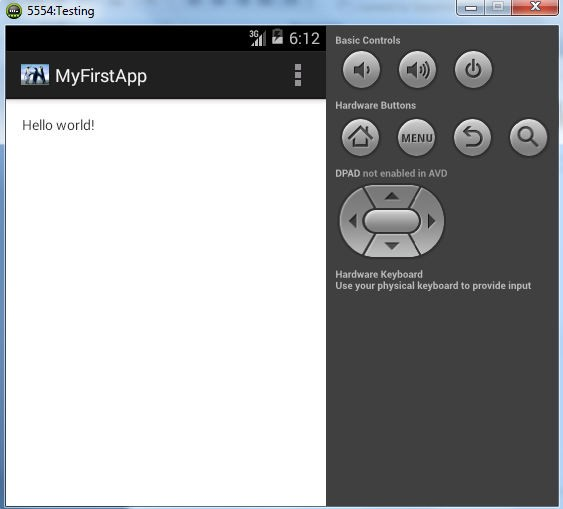 5554:Testing
3G 6:12
MyFirstApp
Hello world!
Basic Controls
Hardware Buttons
MENU
DPAD not enabled in AVD
Hardware Keyboard
Use your physical keyboard to provide input